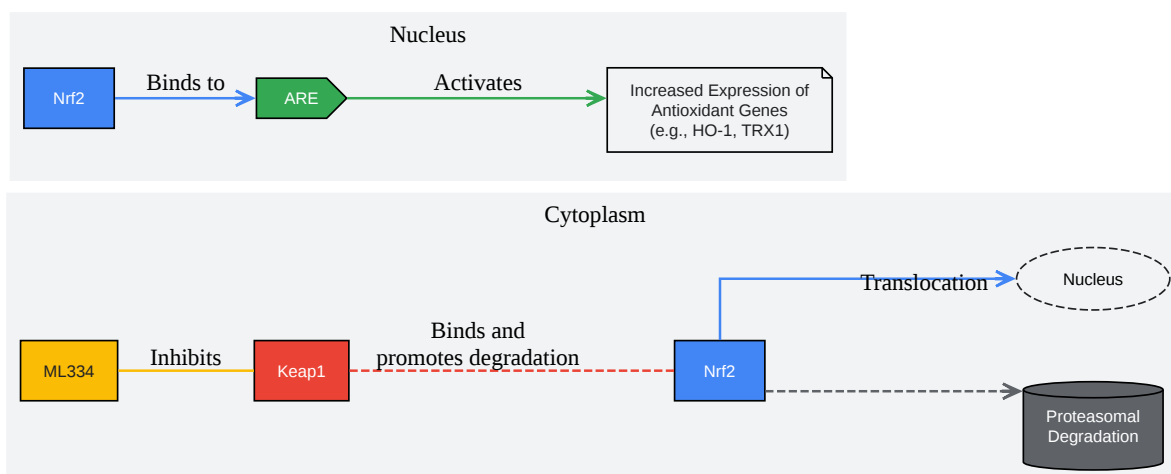 Nucleus
Nrf2
Binds to
ARE
Activates
Increased Expression of
Antioxidant Genes
(e.g., HO-1, TRX1)
Cytoplasm
Translocation
Nucleus
ML334
Inhibits
Keap1
Binds and
promotes degradation
Nrf2
Proteasomal
Degradation